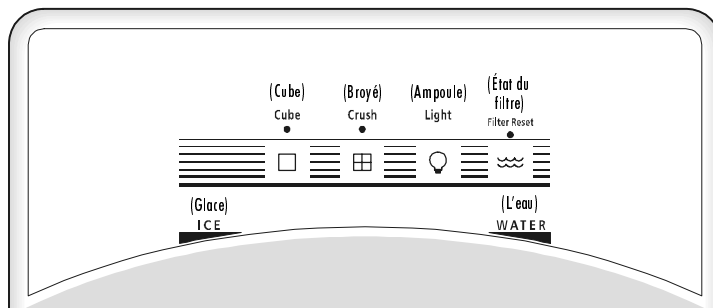 (Cube) (Broyé) (Ampoule) (État du
filtre)
Cube Crush Light Filter Reset
(Glace) (L'eau)
ICE WATER